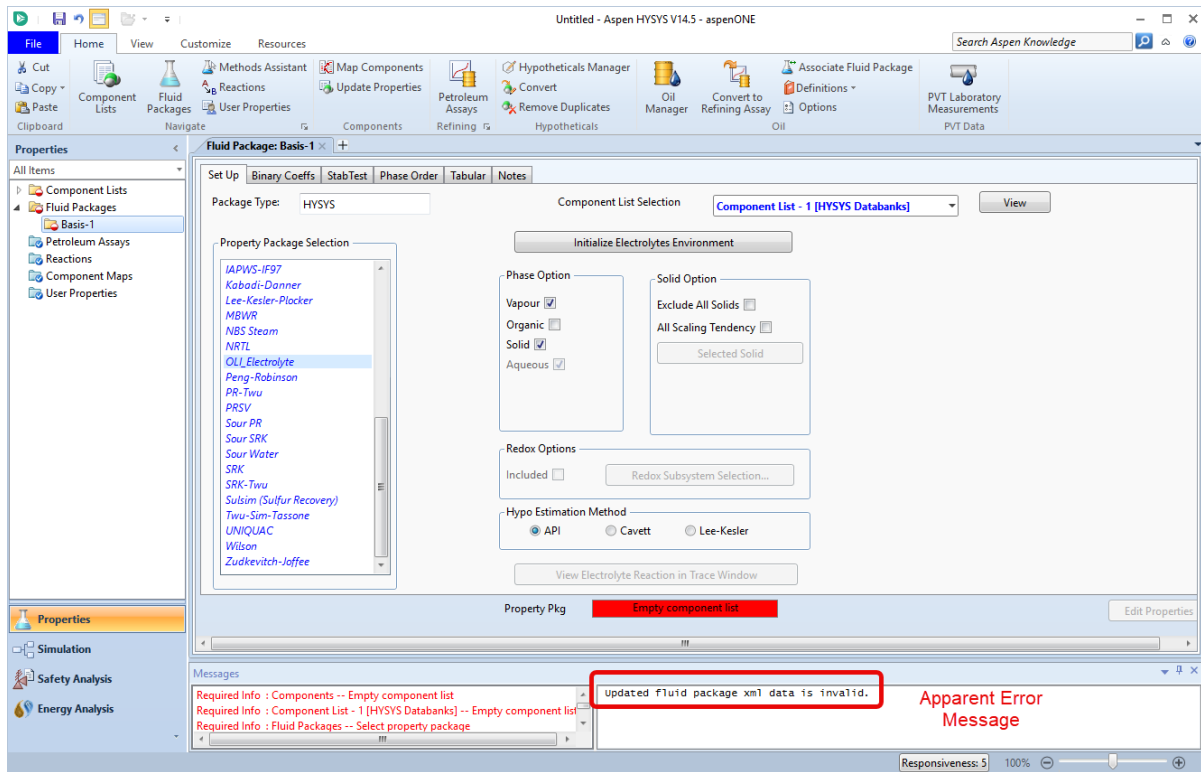 Untitled - Aspen HYSYS V14.5 - aspenONE
File Home View Customize Resources Search Aspen Knowledge
Cut
Copy
Paste
Clipboard
Component Lists
Fluid Packages
Methods Assistant
Reactions
User Properties
Navigate
Map Components
Update Properties
Components
Petroleum Assays
Refining
Hypotheticals Manager
Convert
Remove Duplicates
Hypotheticals
Oil Manager
Convert to Refining Assay
Associate Fluid Package
Definitions
Options
Oil
PVT Laboratory Measurements
PVT Data
Properties
All Items
Component Lists
Fluid Packages
Basis-1
Petroleum Assays
Reactions
Component Maps
User Properties
Properties
Simulation
Safety Analysis
Energy Analysis
Fluid Package: Basis-1
Set Up Binary Coeffs StabTest Phase Order Tabular Notes
Package Type: HYSYS
Component List Selection Component List - 1 [HYSYS Databanks] View
Property Package Selection
IAPWS-IF97
Kabadi-Danner
Lee-Kesler-Plocker
MBWR
NBS Steam
NRTL
OLI_Electrolyte
Peng-Robinson
PR-Twu
PRSV
Sour PR
Sour SRK
Sour Water
SRK
SRK-Twu
Sulsim (Sulfur Recovery)
Twu-Sim-Tassone
UNIQUAC
Wilson
Zudkevitch-Joffee
Initialize Electrolytes Environment
Phase Option
Vapour
Organic
Solid
Aqueous
Solid Option
Exclude All Solids
All Scaling Tendency
Selected Solid
Redox Options
Included Redox Subsystem Selection...
Hypo Estimation Method
API Cavett Lee-Kesler
View Electrolyte Reaction in Trace Window
Property Pkg Empty component list Edit Properties
Messages
Required Info : Components -- Empty component list
Required Info : Component List - 1 [HYSYS Databanks] -- Empty component list
Required Info : Fluid Packages -- Select property package
Updated fluid package xml data is invalid.
Apparent Error
Message
Responsiveness: 5 100%